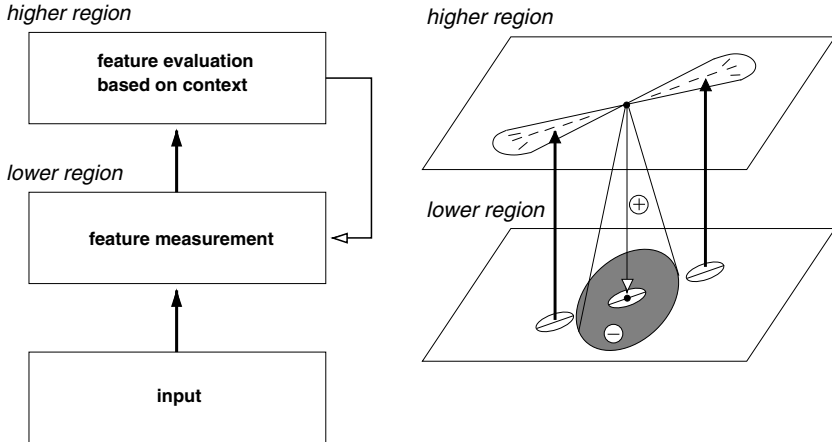 higher region
feature evaluation
based on context
lower region
feature measurement
input
higher region
lower region
+
−